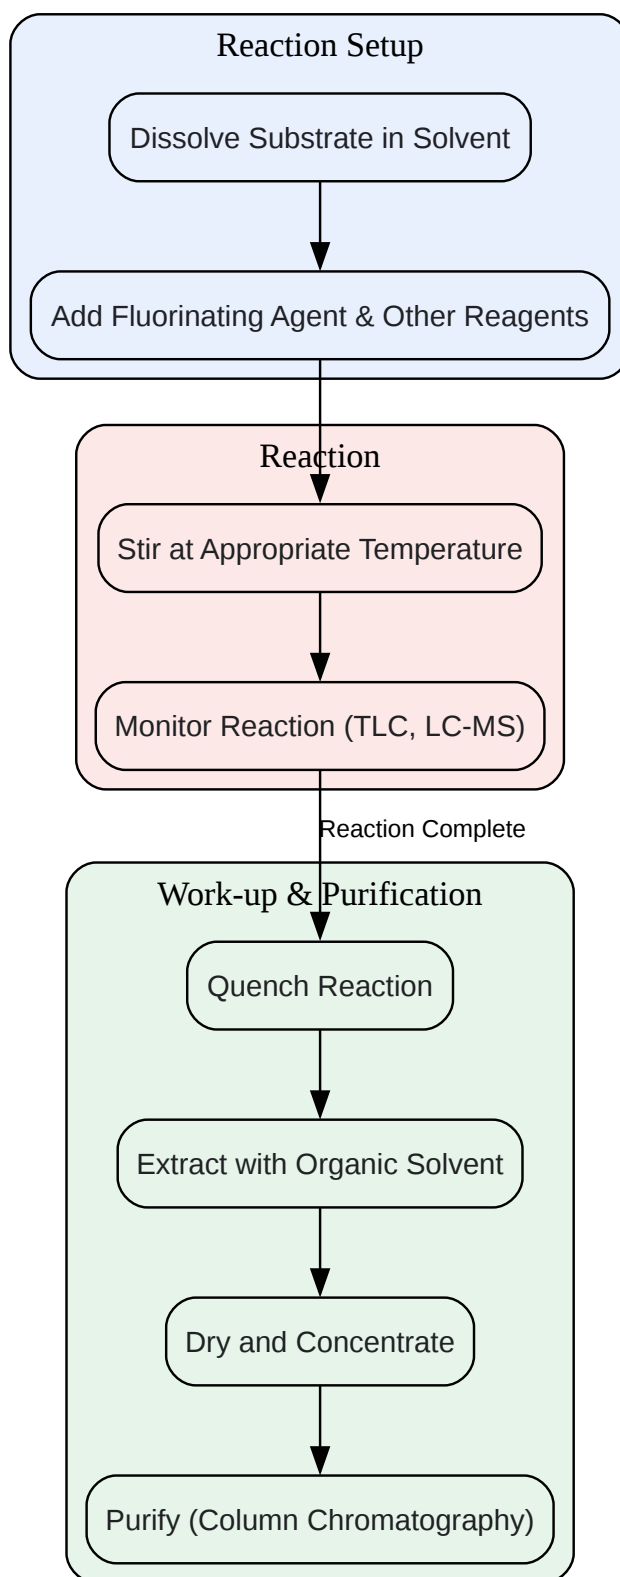 Reaction Setup
Dissolve Substrate in Solvent
Add Fluorinating Agent & Other Reagents
Reaction
Stir at Appropriate Temperature
Monitor Reaction (TLC, LC-MS)
Reaction Complete
Work-up & Purification
Quench Reaction
Extract with Organic Solvent
Dry and Concentrate
Purify (Column Chromatography)